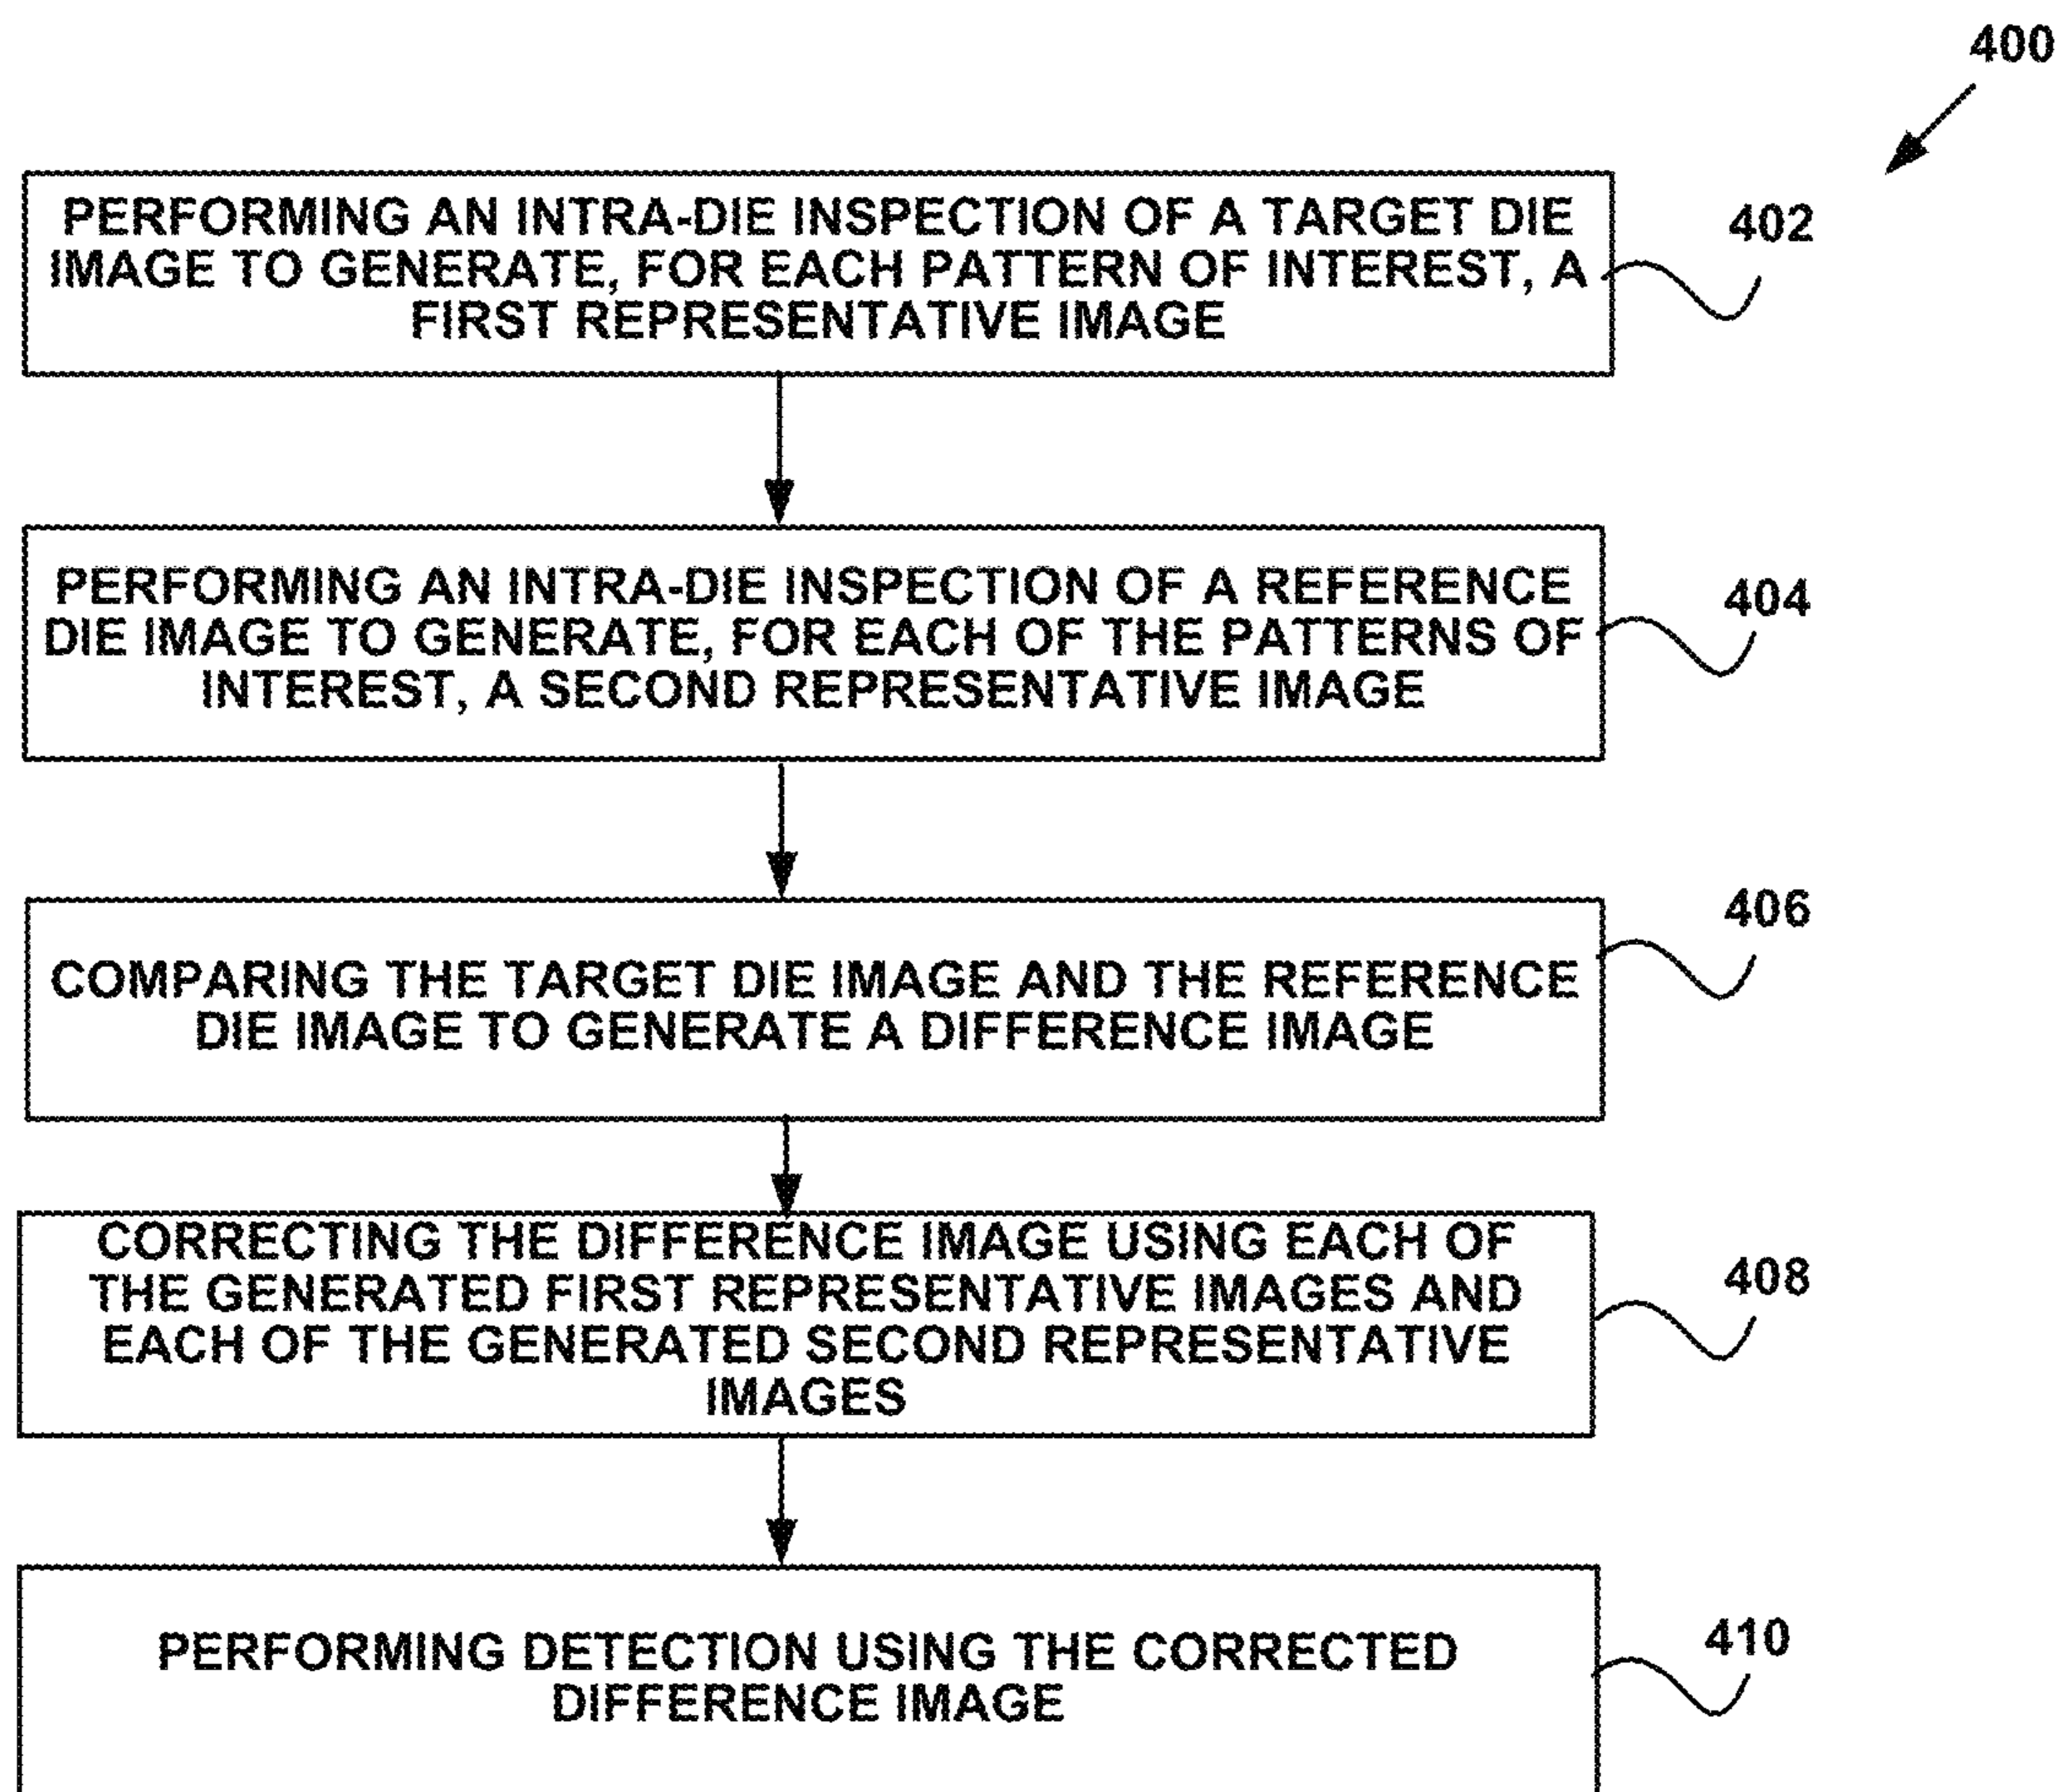 400
PERFORMING AN INTRA-DIE INSPECTION OF A TARGET DIE
IMAGE TO GENERATE, FOR EACH PATTERN OF INTEREST, A
FIRST REPRESENTATIVE IMAGE
402
PERFORMING AN INTRA-DIE INSPECTION OF A REFERENCE
DIE IMAGE TO GENERATE, FOR EACH OF THE PATTERNS OF
INTEREST, A SECOND REPRESENTATIVE IMAGE
404
COMPARING THE TARGET DIE IMAGE AND THE REFERENCE
DIE IMAGE TO GENERATE A DIFFERENCE IMAGE
406
CORRECTING THE DIFFERENCE IMAGE USING EACH OF
THE GENERATED FIRST REPRESENTATIVE IMAGES AND
EACH OF THE GENERATED SECOND REPRESENTATIVE
IMAGES
408
PERFORMING DETECTION USING THE CORRECTED
DIFFERENCE IMAGE
410